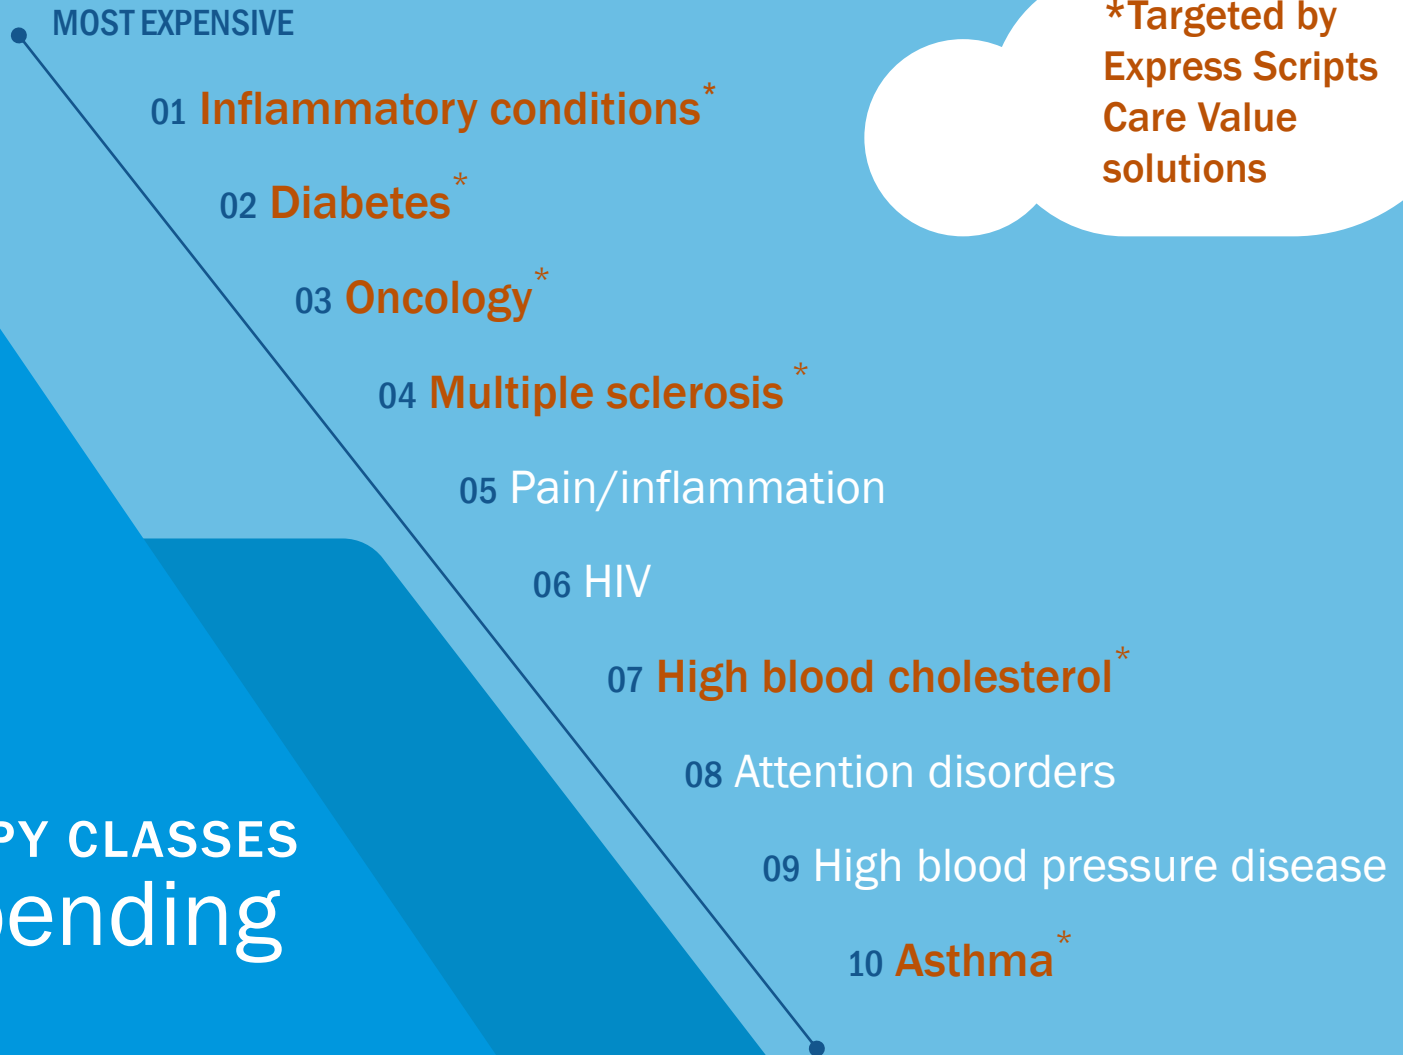 MOST EXPENSIVE
*Targeted by
Express Scripts
Care Value
solutions
01 Inflammatory conditions*
02 Diabetes*
03 Oncology*
04 Multiple sclerosis*
05 Pain/inflammation
06 HIV
07 High blood cholesterol*
08 Attention disorders
09 High blood pressure disease
10 Asthma*
PY CLASSES
pending